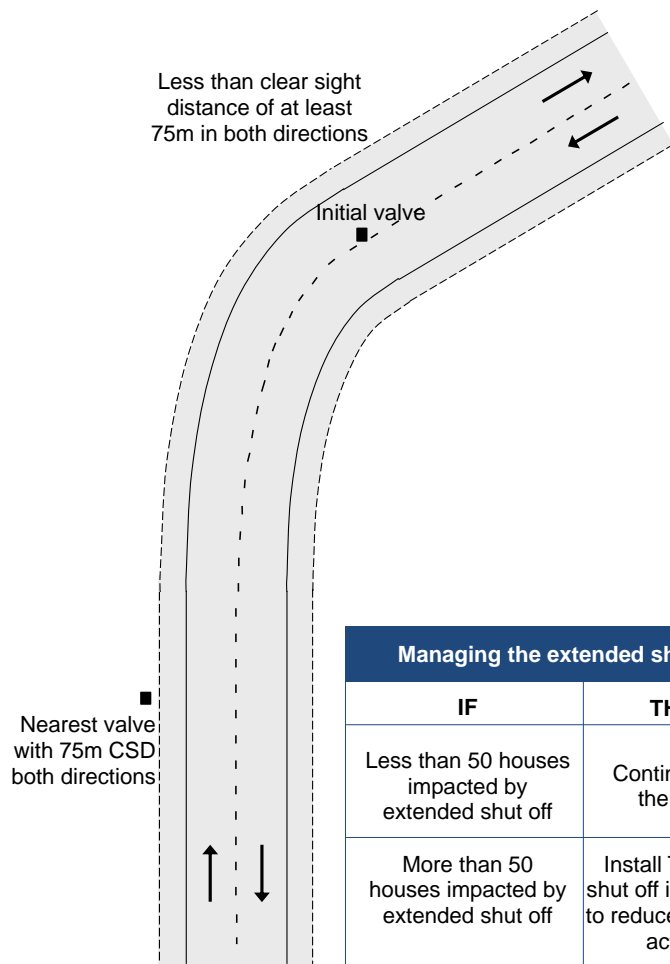 Less than clear sight
distance of at least
75m in both directions
Initial valve
Nearest valve
with 75m CSD
both directions
Managing the extended sh
IF
TH
Less than 50 houses
impacted by
extended shut off
Contin
the
More than 50
houses impacted by
extended shut off
Install T
shut off i
to reduce
ac